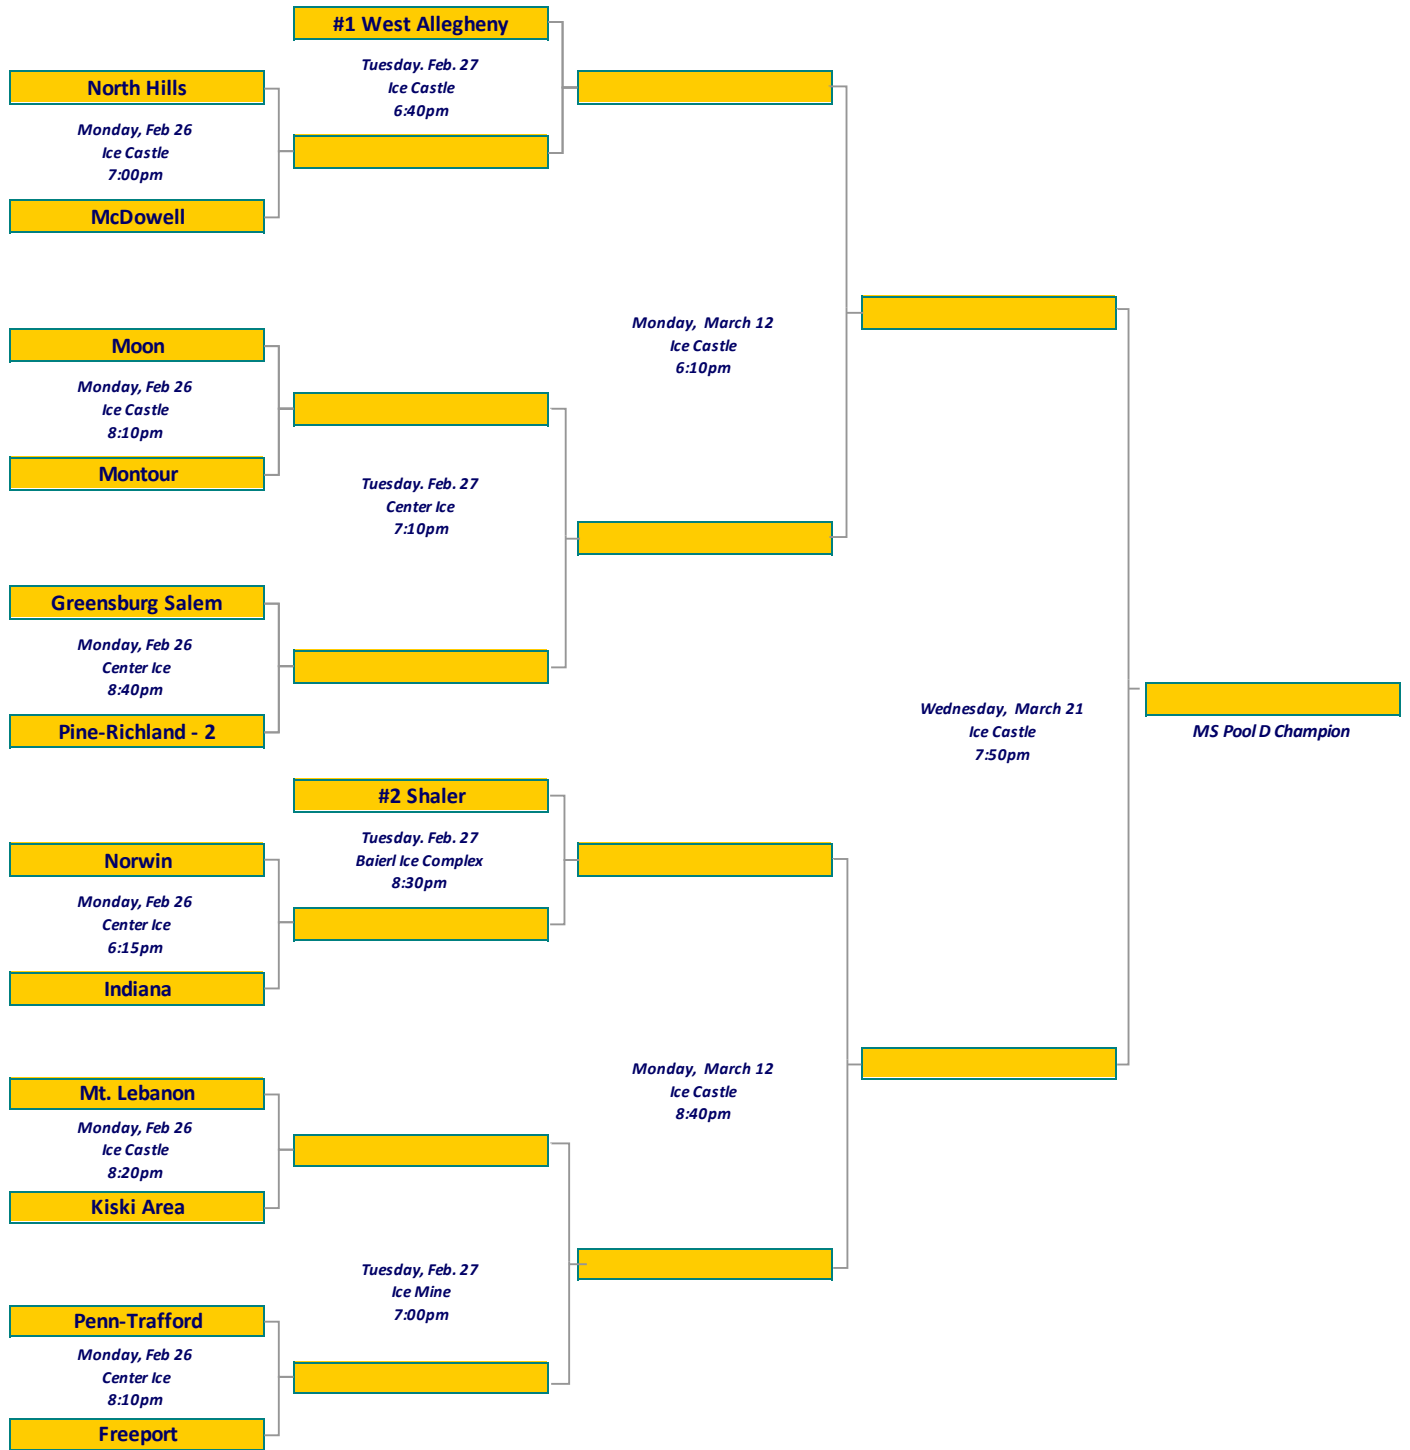 #1 West Allegheny
Tuesday. Feb. 27
Ice Castle
6:40pm
North Hills
Monday, Feb 26
Ice Castle
7:00pm
McDowell
Moon
Monday, Feb 26
Ice Castle
8:10pm
Montour
Tuesday. Feb. 27
Center Ice
7:10pm
Monday, March 12
Ice Castle
6:10pm
Greensburg Salem
Monday, Feb 26
Center Ice
8:40pm
Pine-Richland - 2
Wednesday, March 21
Ice Castle
7:50pm
MS Pool D Champion
#2 Shaler
Tuesday. Feb. 27
Baierl Ice Complex
8:30pm
Norwin
Monday, Feb 26
Center Ice
6:15pm
Indiana
Mt. Lebanon
Monday, Feb 26
Ice Castle
8:20pm
Kiski Area
Monday, March 12
Ice Castle
8:40pm
Tuesday, Feb. 27
Ice Mine
7:00pm
Penn-Trafford
Monday, Feb 26
Center Ice
8:10pm
Freeport